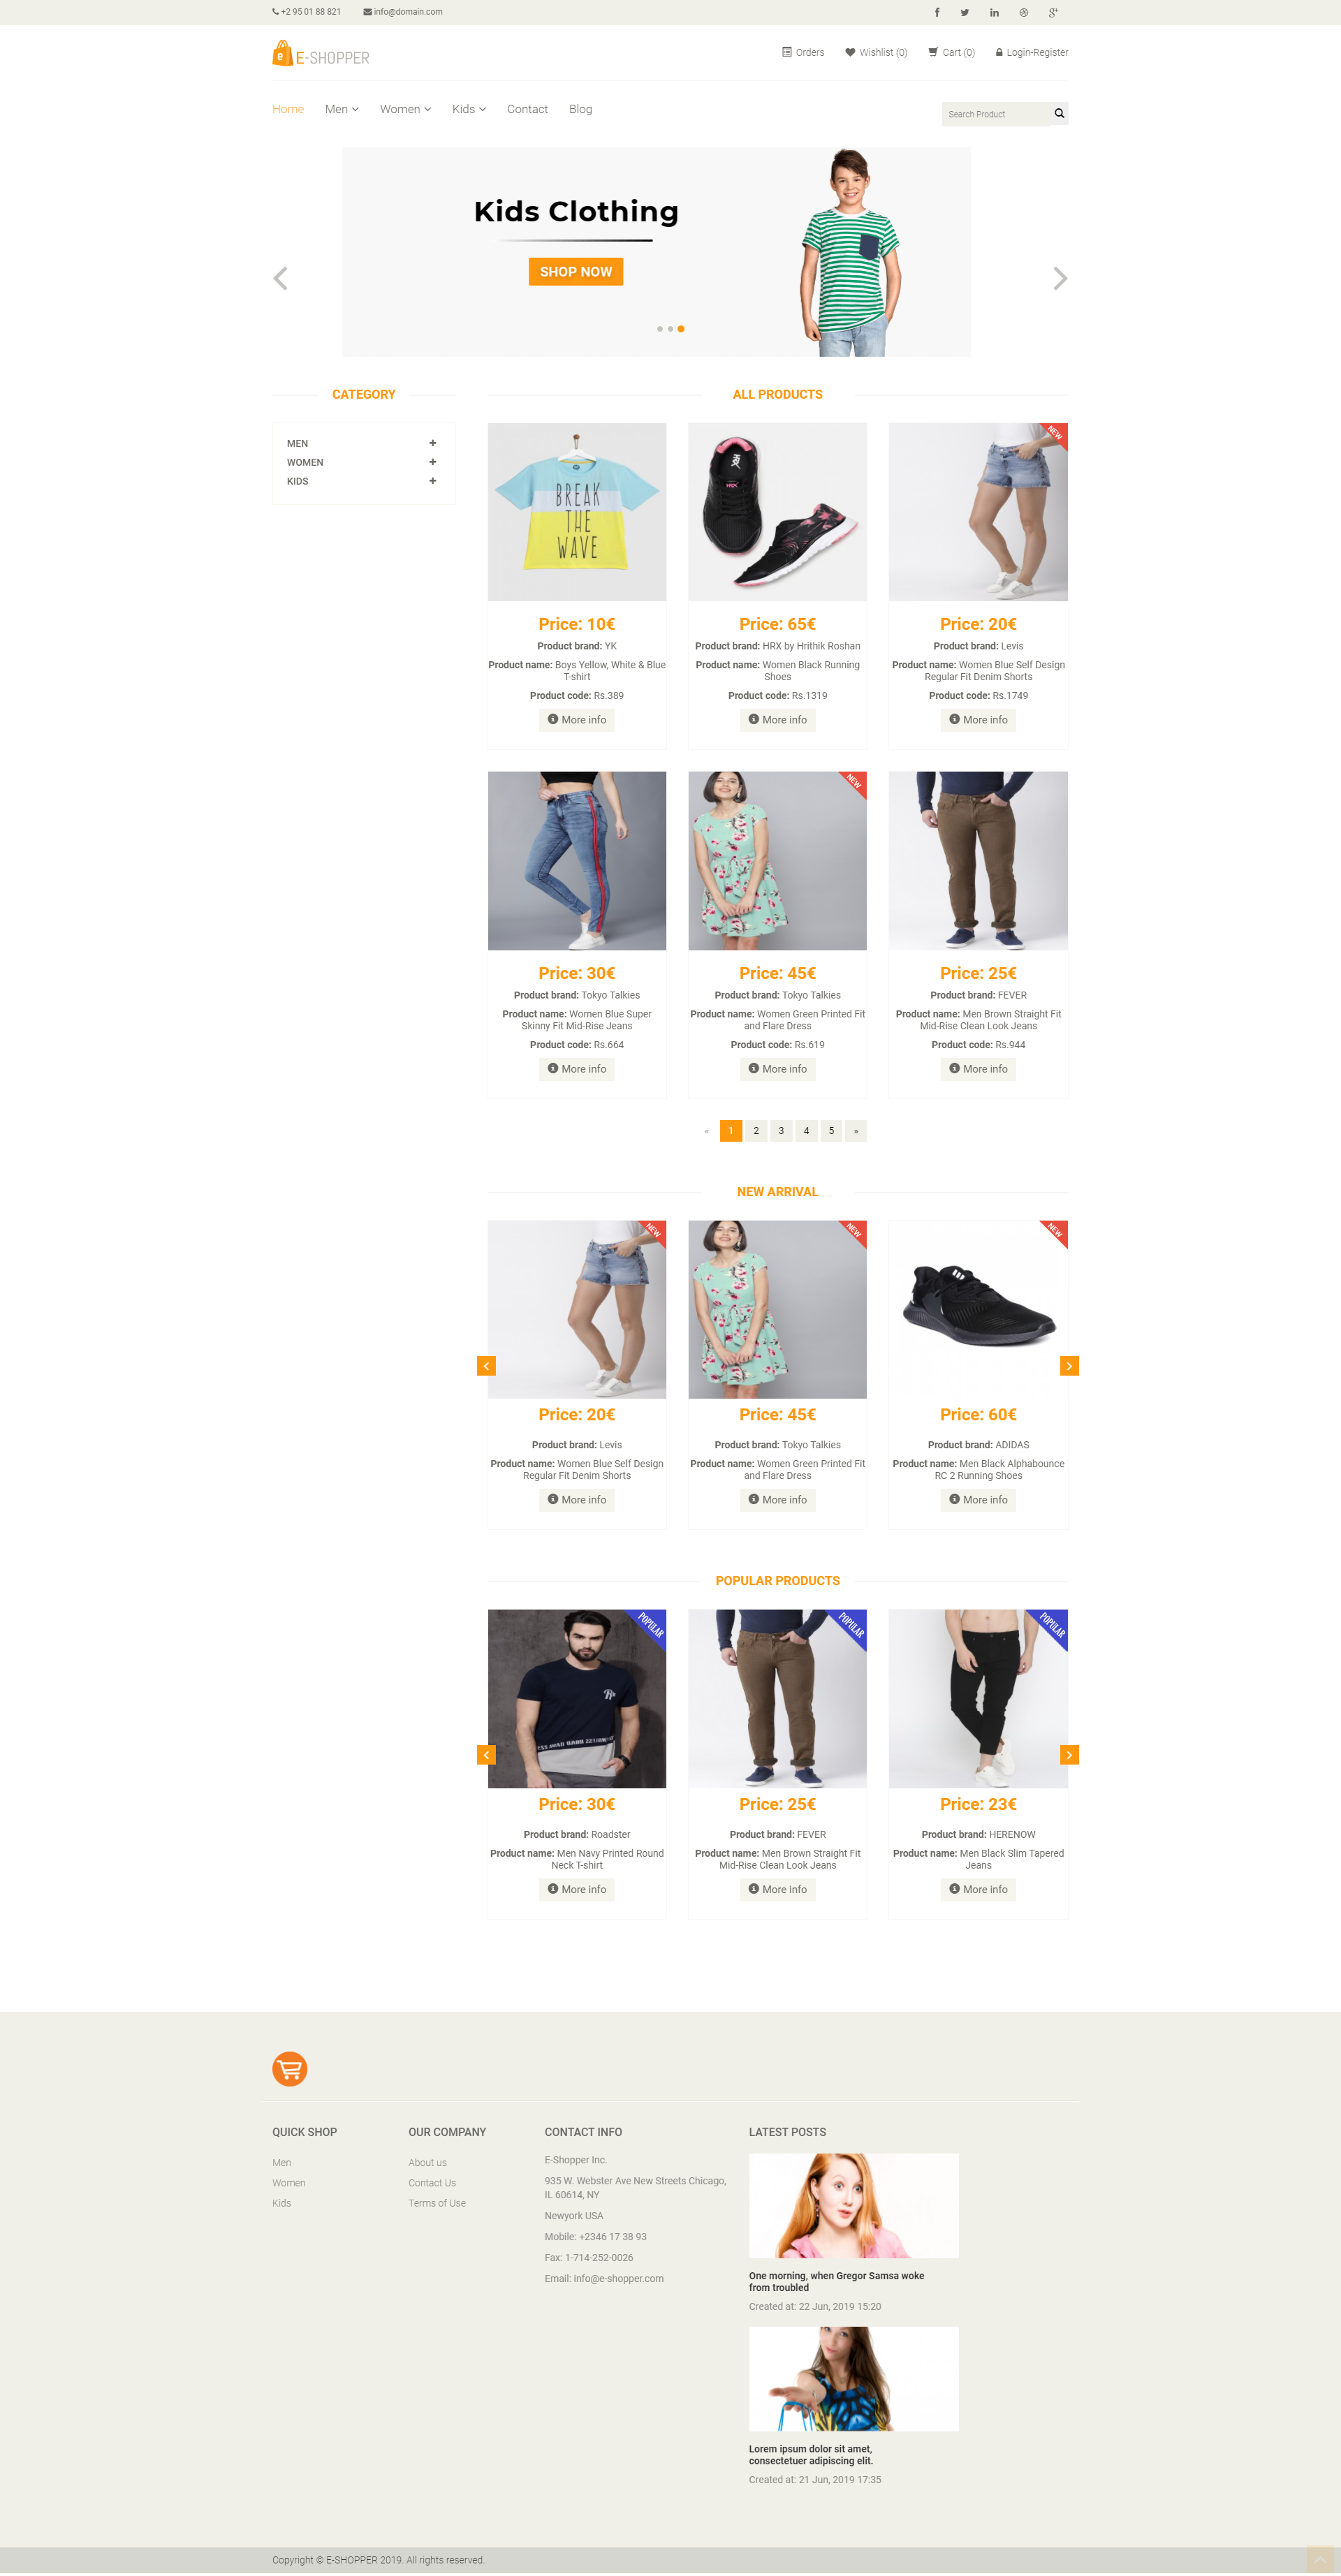 +2 95 01 88 821 info@domain.com
E-SHOPPER
Orders Wishlist (0) Cart (0) Login-Register
Home Men Women Kids Contact Blog
Search Product
Kids Clothing
SHOP NOW
CATEGORY
MEN
WOMEN
KIDS
ALL PRODUCTS
BREAK
THE
WAVE
HRX
HRX
NEW
Price: 10€
Product brand: YK
Product name: Boys Yellow, White & Blue
T-shirt
Product code: Rs.389
More info
Price: 65€
Product brand: HRX by Hrithik Roshan
Product name: Women Black Running
Shoes
Product code: Rs.1319
More info
Price: 20€
Product brand: Levis
Product name: Women Blue Self Design
Regular Fit Denim Shorts
Product code: Rs.1749
More info
NEW
Price: 30€
Product brand: Tokyo Talkies
Product name: Women Blue Super
Skinny Fit Mid-Rise Jeans
Product code: Rs.664
More info
Price: 45€
Product brand: Tokyo Talkies
Product name: Women Green Printed Fit
and Flare Dress
Product code: Rs.619
More info
Price: 25€
Product brand: FEVER
Product name: Men Brown Straight Fit
Mid-Rise Clean Look Jeans
Product code: Rs.944
More info
« 1 2 3 4 5 »
NEW ARRIVAL
NEW
NEW
NEW
Price: 20€
Product brand: Levis
Product name: Women Blue Self Design
Regular Fit Denim Shorts
More info
Price: 45€
Product brand: Tokyo Talkies
Product name: Women Green Printed Fit
and Flare Dress
More info
Price: 60€
Product brand: ADIDAS
Product name: Men Black Alphabounce
RC 2 Running Shoes
More info
POPULAR PRODUCTS
POPULAR
POPULAR
POPULAR
Price: 30€
Product brand: Roadster
Product name: Men Navy Printed Round
Neck T-shirt
More info
Price: 25€
Product brand: FEVER
Product name: Men Brown Straight Fit
Mid-Rise Clean Look Jeans
More info
Price: 23€
Product brand: HERENOW
Product name: Men Black Slim Tapered
Jeans
More info
QUICK SHOP
Men
Women
Kids
OUR COMPANY
About us
Contact Us
Terms of Use
CONTACT INFO
E-Shopper Inc.
935 W. Webster Ave New Streets Chicago,
IL 60614, NY
Newyork USA
Mobile: +2346 17 38 93
Fax: 1-714-252-0026
Email: info@e-shopper.com
LATEST POSTS
One morning, when Gregor Samsa woke
from troubled
Created at: 22 Jun, 2019 15:20
Lorem ipsum dolor sit amet,
consectetuer adipiscing elit.
Created at: 21 Jun, 2019 17:35
Copyright © E-SHOPPER 2019. All rights reserved.